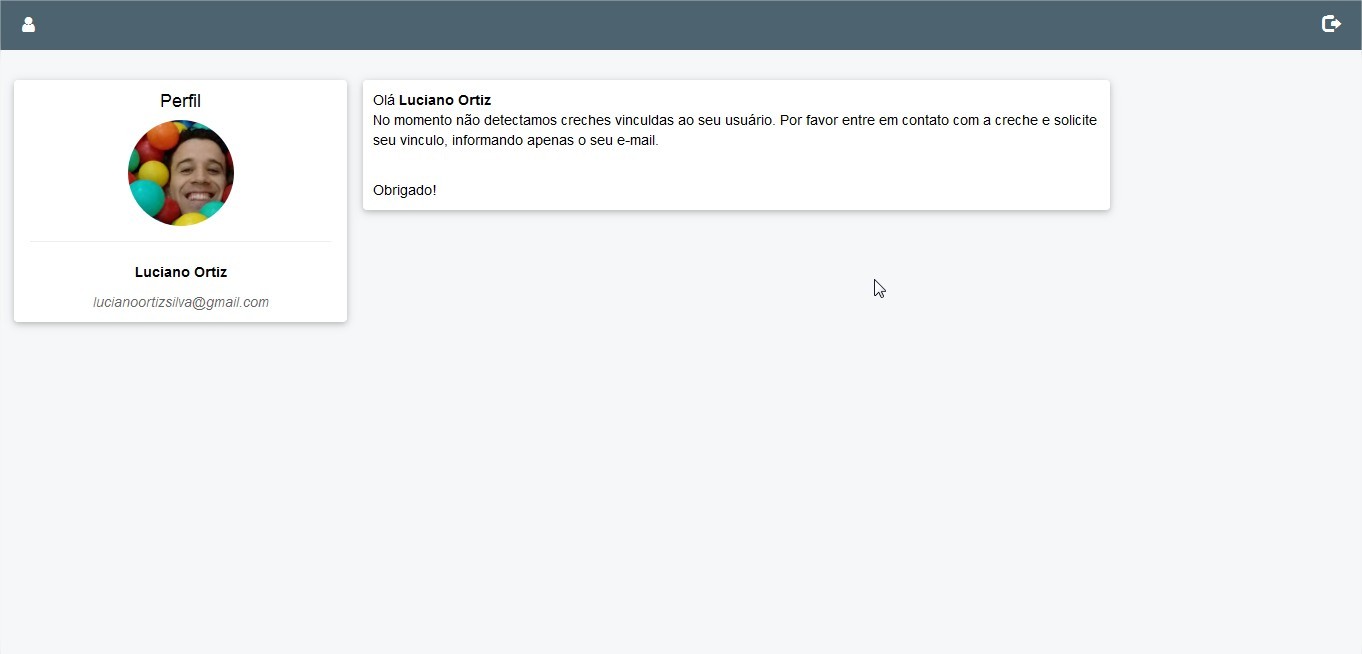 Perfil
Luciano Ortiz
lucianoortizsilva@gmail.com
Olá Luciano Ortiz
No momento não detectamos creches vinculdas ao seu usuário. Por favor entre em contato com a creche e solicite
seu vinculo, informando apenas o seu e-mail.
Obrigado!